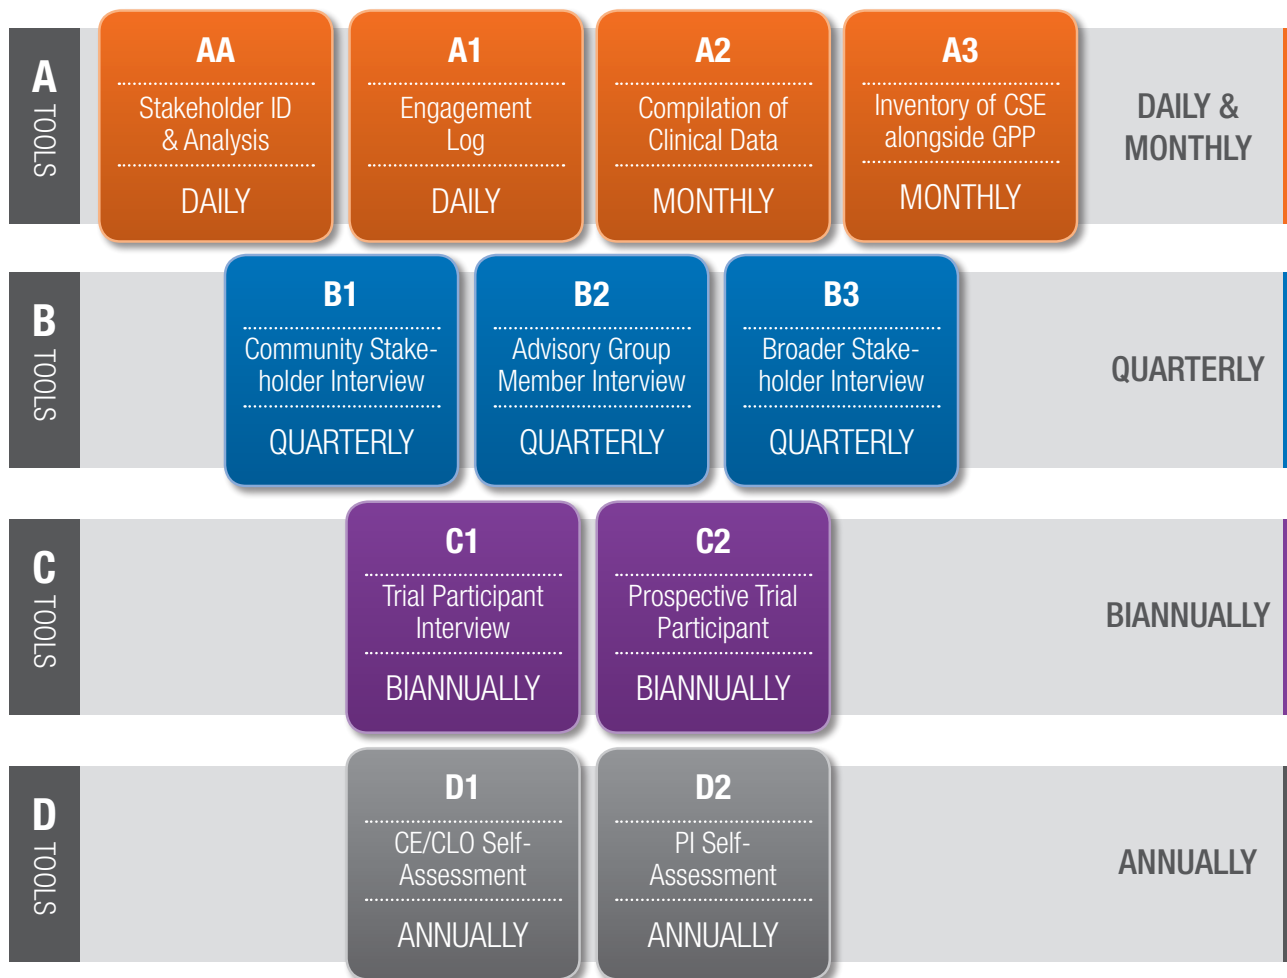 A
TOOLS
AA
Stakeholder ID
& Analysis
DAILY
A1
Engagement
Log
DAILY
A2
Compilation of
Clinical Data
MONTHLY
A3
Inventory of CSE
alongside GPP
MONTHLY
DAILY &
MONTHLY
B
TOOLS
B1
Community Stake-
holder Interview
QUARTERLY
B2
Advisory Group
Member Interview
QUARTERLY
B3
Broader Stake-
holder Interview
QUARTERLY
QUARTERLY
C
TOOLS
C1
Trial Participant
Interview
BIANNUALLY
C2
Prospective Trial
Participant
BIANNUALLY
BIANNUALLY
D
TOOLS
D1
CE/CLO Self-
Assessment
ANNUALLY
D2
PI Self-
Assessment
ANNUALLY
ANNUALLY